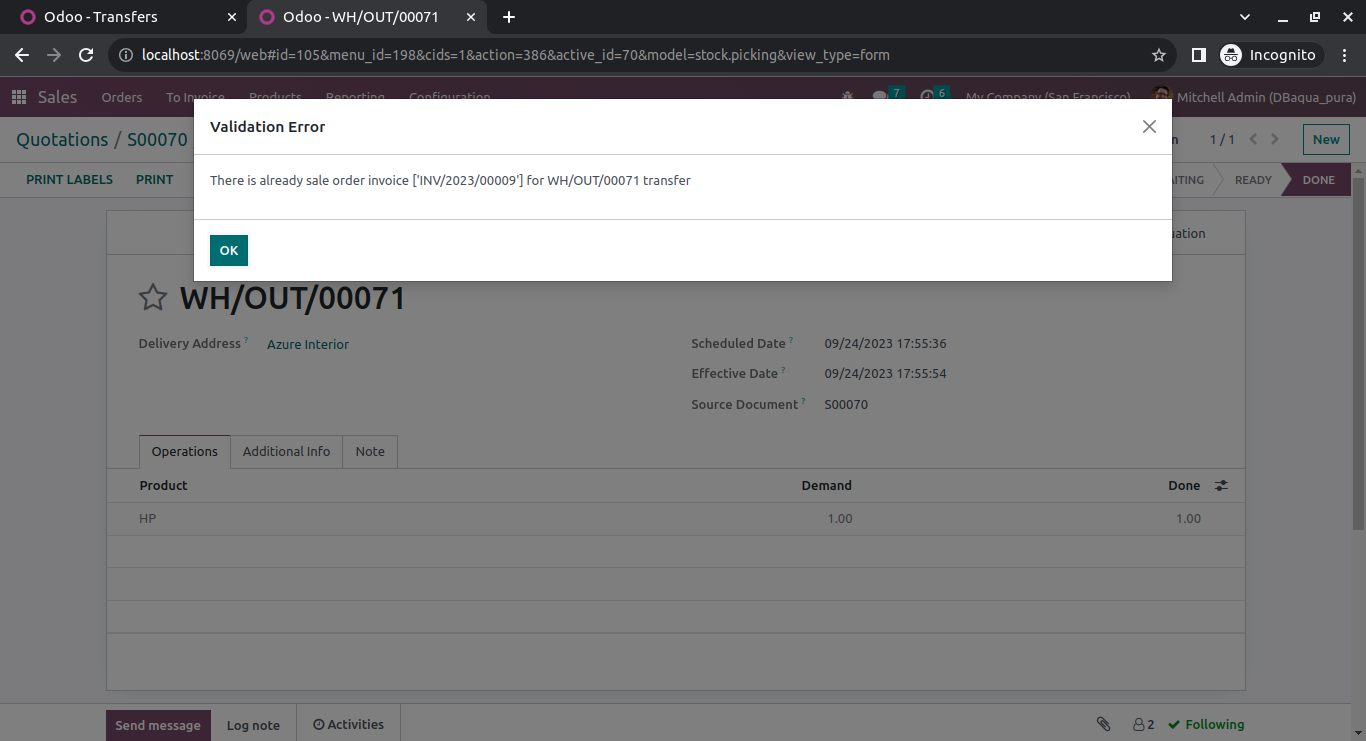 Odoo - Transfers
Odoo - WH/OUT/00071
localhost:8069/web#id=105&menu_id=198&cids=1&action=386&active_id=70&model=stock.picking&view_type=form
Incognito
Sales Orders To Invoice Products Reporting Configuration 7 6 My Company (San Francisco) Mitchell Admin (DBaqua_pura)
Validation Error
Quotations / S00070
1 / 1
New
There is already sale order invoice ['INV/2023/00009'] for WH/OUT/00071 transfer
PRINT LABELS PRINT
READY DONE
OK
WH/OUT/00071
Delivery Address ? Azure Interior
Scheduled Date ? 09/24/2023 17:55:36
Effective Date ? 09/24/2023 17:55:54
Source Document ? S00070
Operations Additional Info Note
Product Demand Done
HP 1.00 1.00
Send message Log note Activities 2 Following